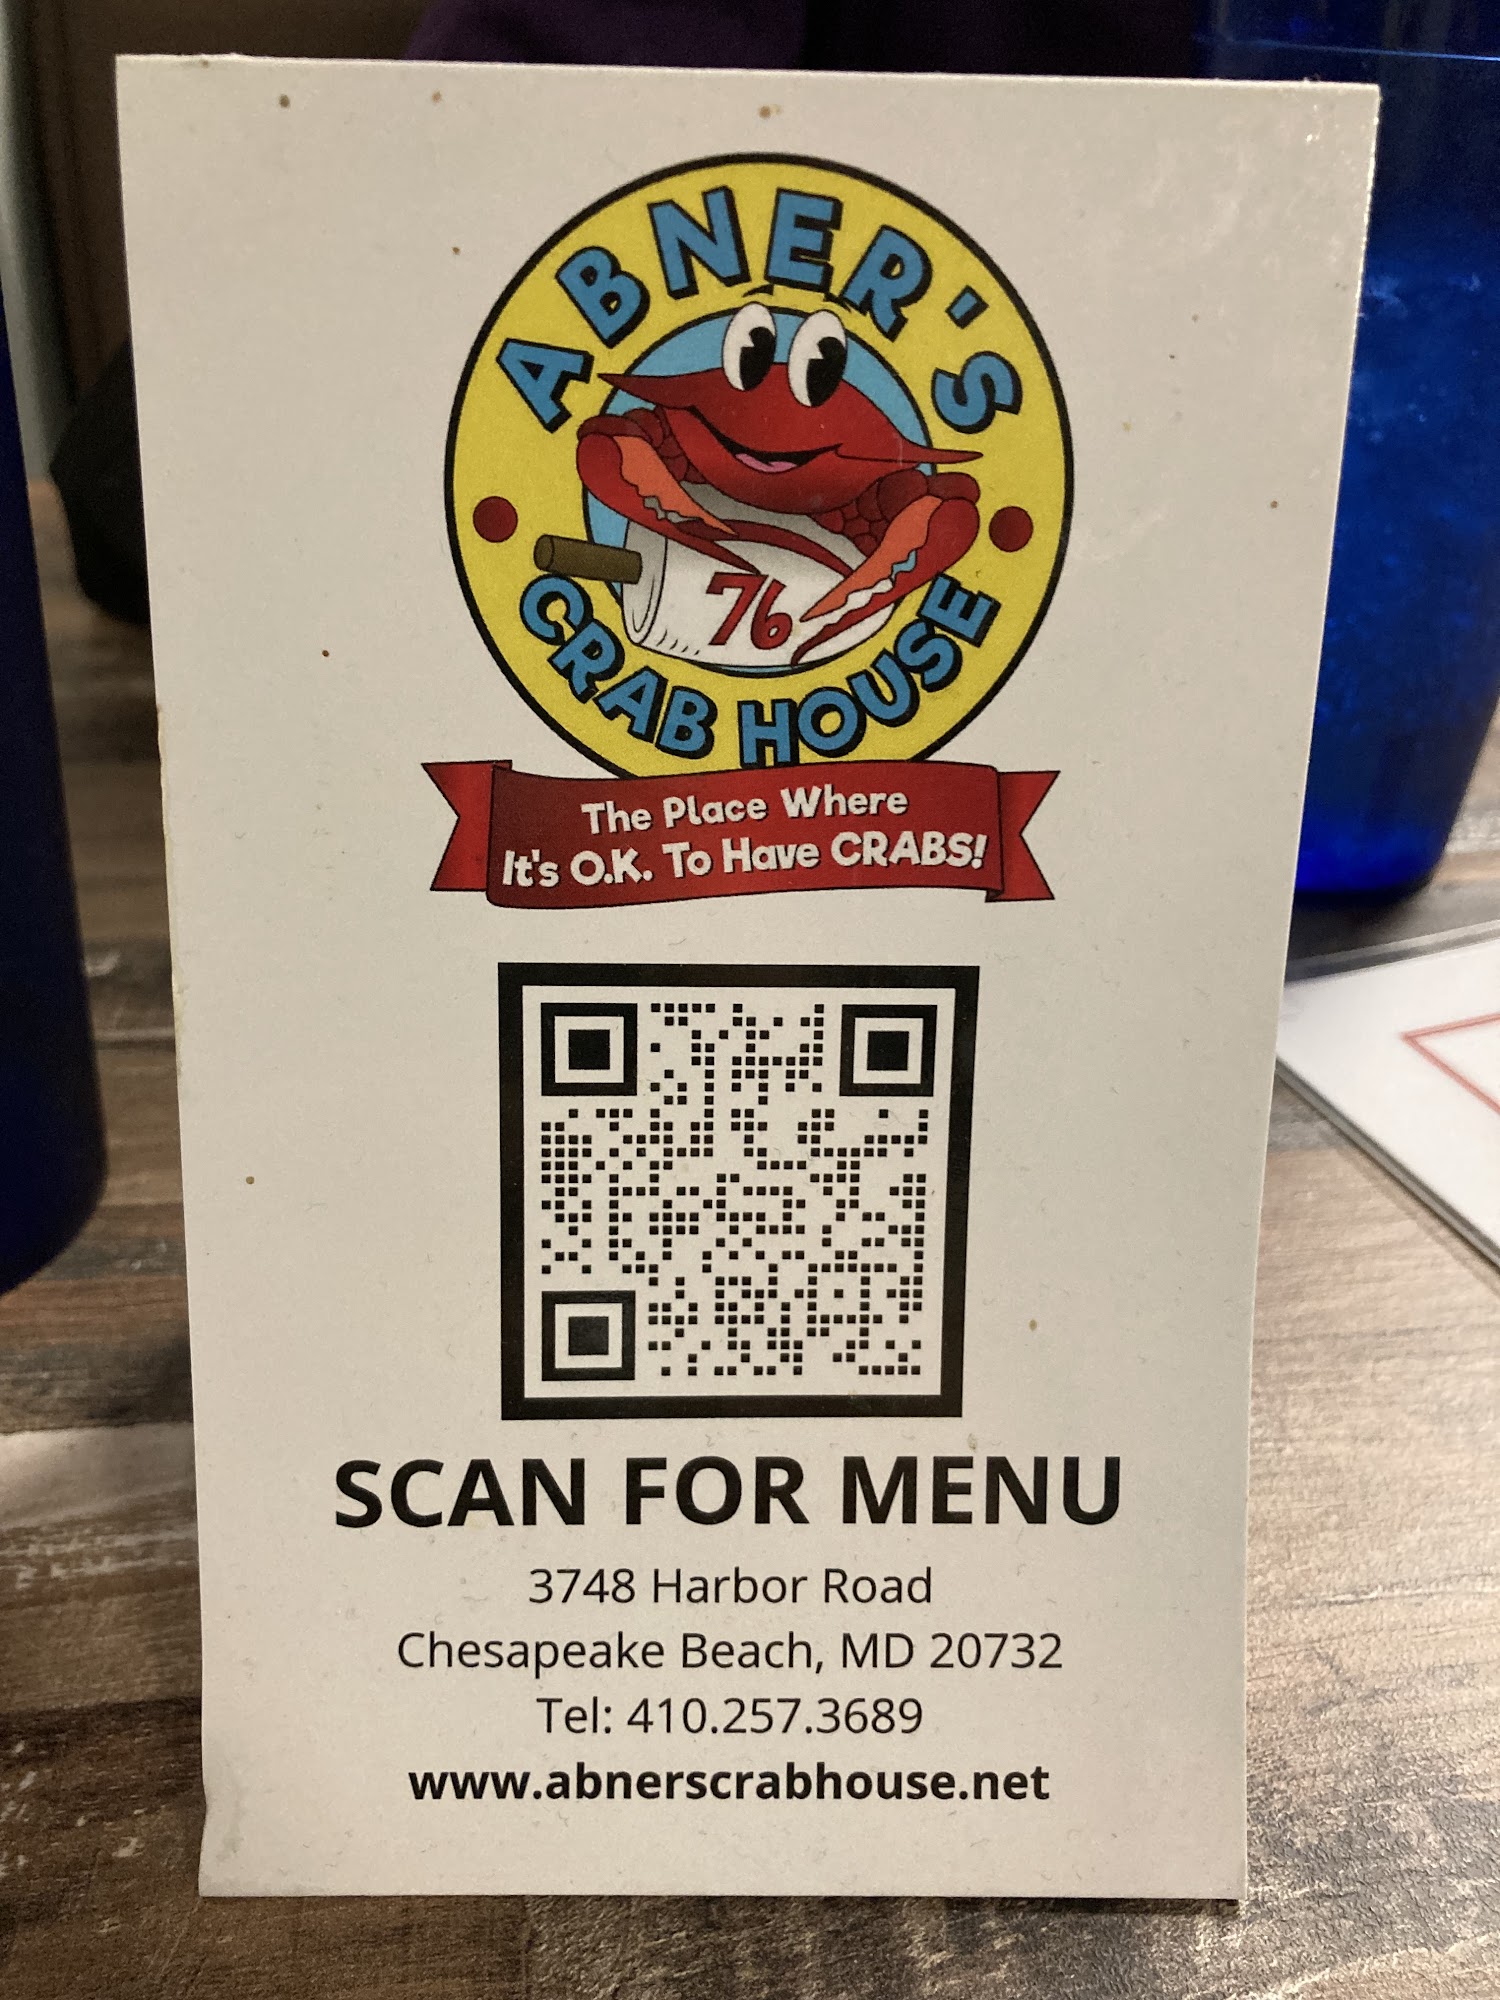 ABNER'S
76
CRAB HOUSE
The Place Where
It's O.K. To Have CRABS!
SCAN FOR MENU
3748 Harbor Road
Chesapeake Beach, MD 20732
Tel: 410.257.3689
www.abnerscrabhouse.net